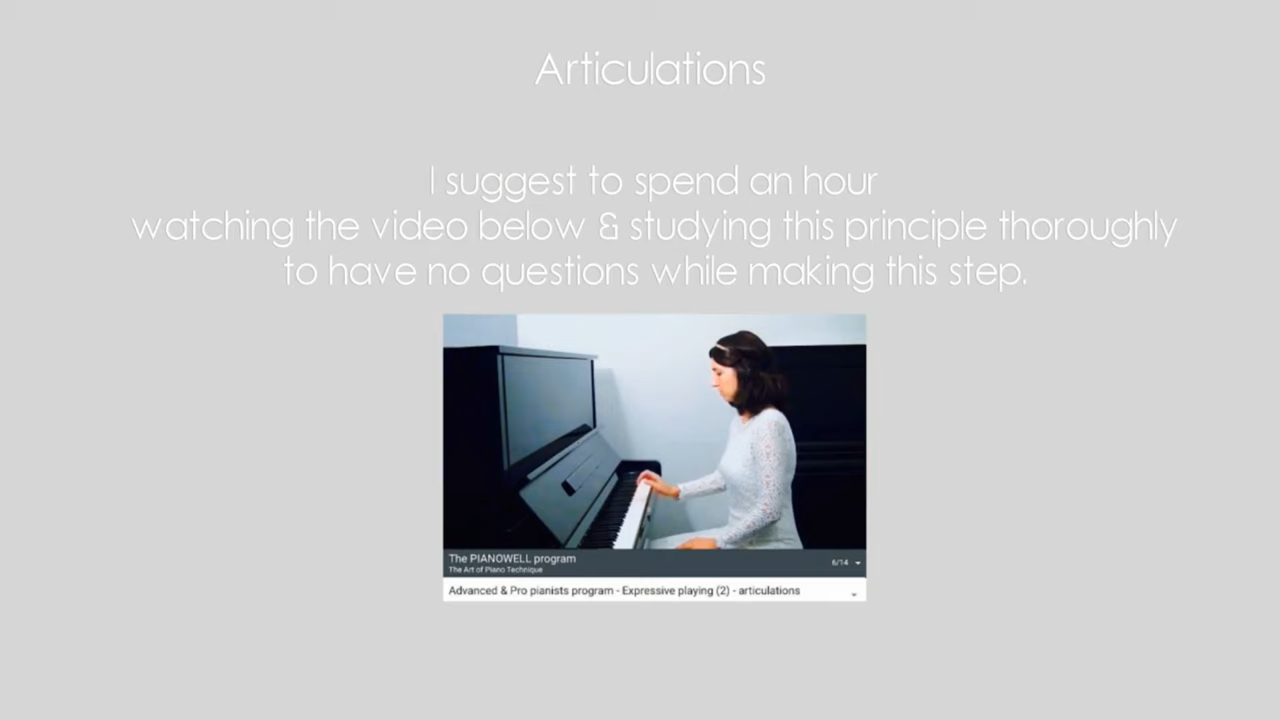 Articulations
I suggest to spend an hour
watching the video below & studying this principle thoroughly
to have no questions while making this step.
The PIANOWELL program
The Art of Piano Technique
6/14
Advanced & Pro pianists program - Expressive playing (2) - articulations